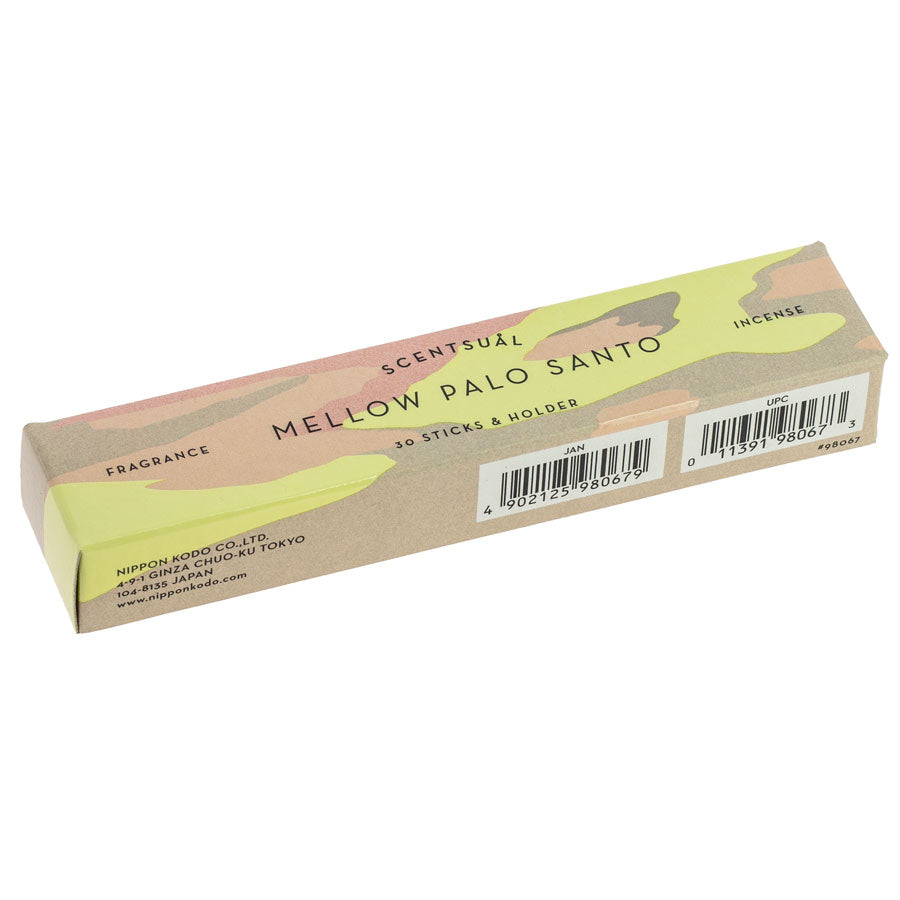 SCENTSUÅL
MELLOW PALO SANTO
30 STICKS & HOLDER
FRAGRANCE
INCENSE
NIPPON KODO CO.,LTD.
4-9-1 GINZA CHUO-KU TOKYO
104-8135 JAPAN
www.nipponkodo.com
JAN
4 902125 980679
UPC
0 11391 98067 3
#98067